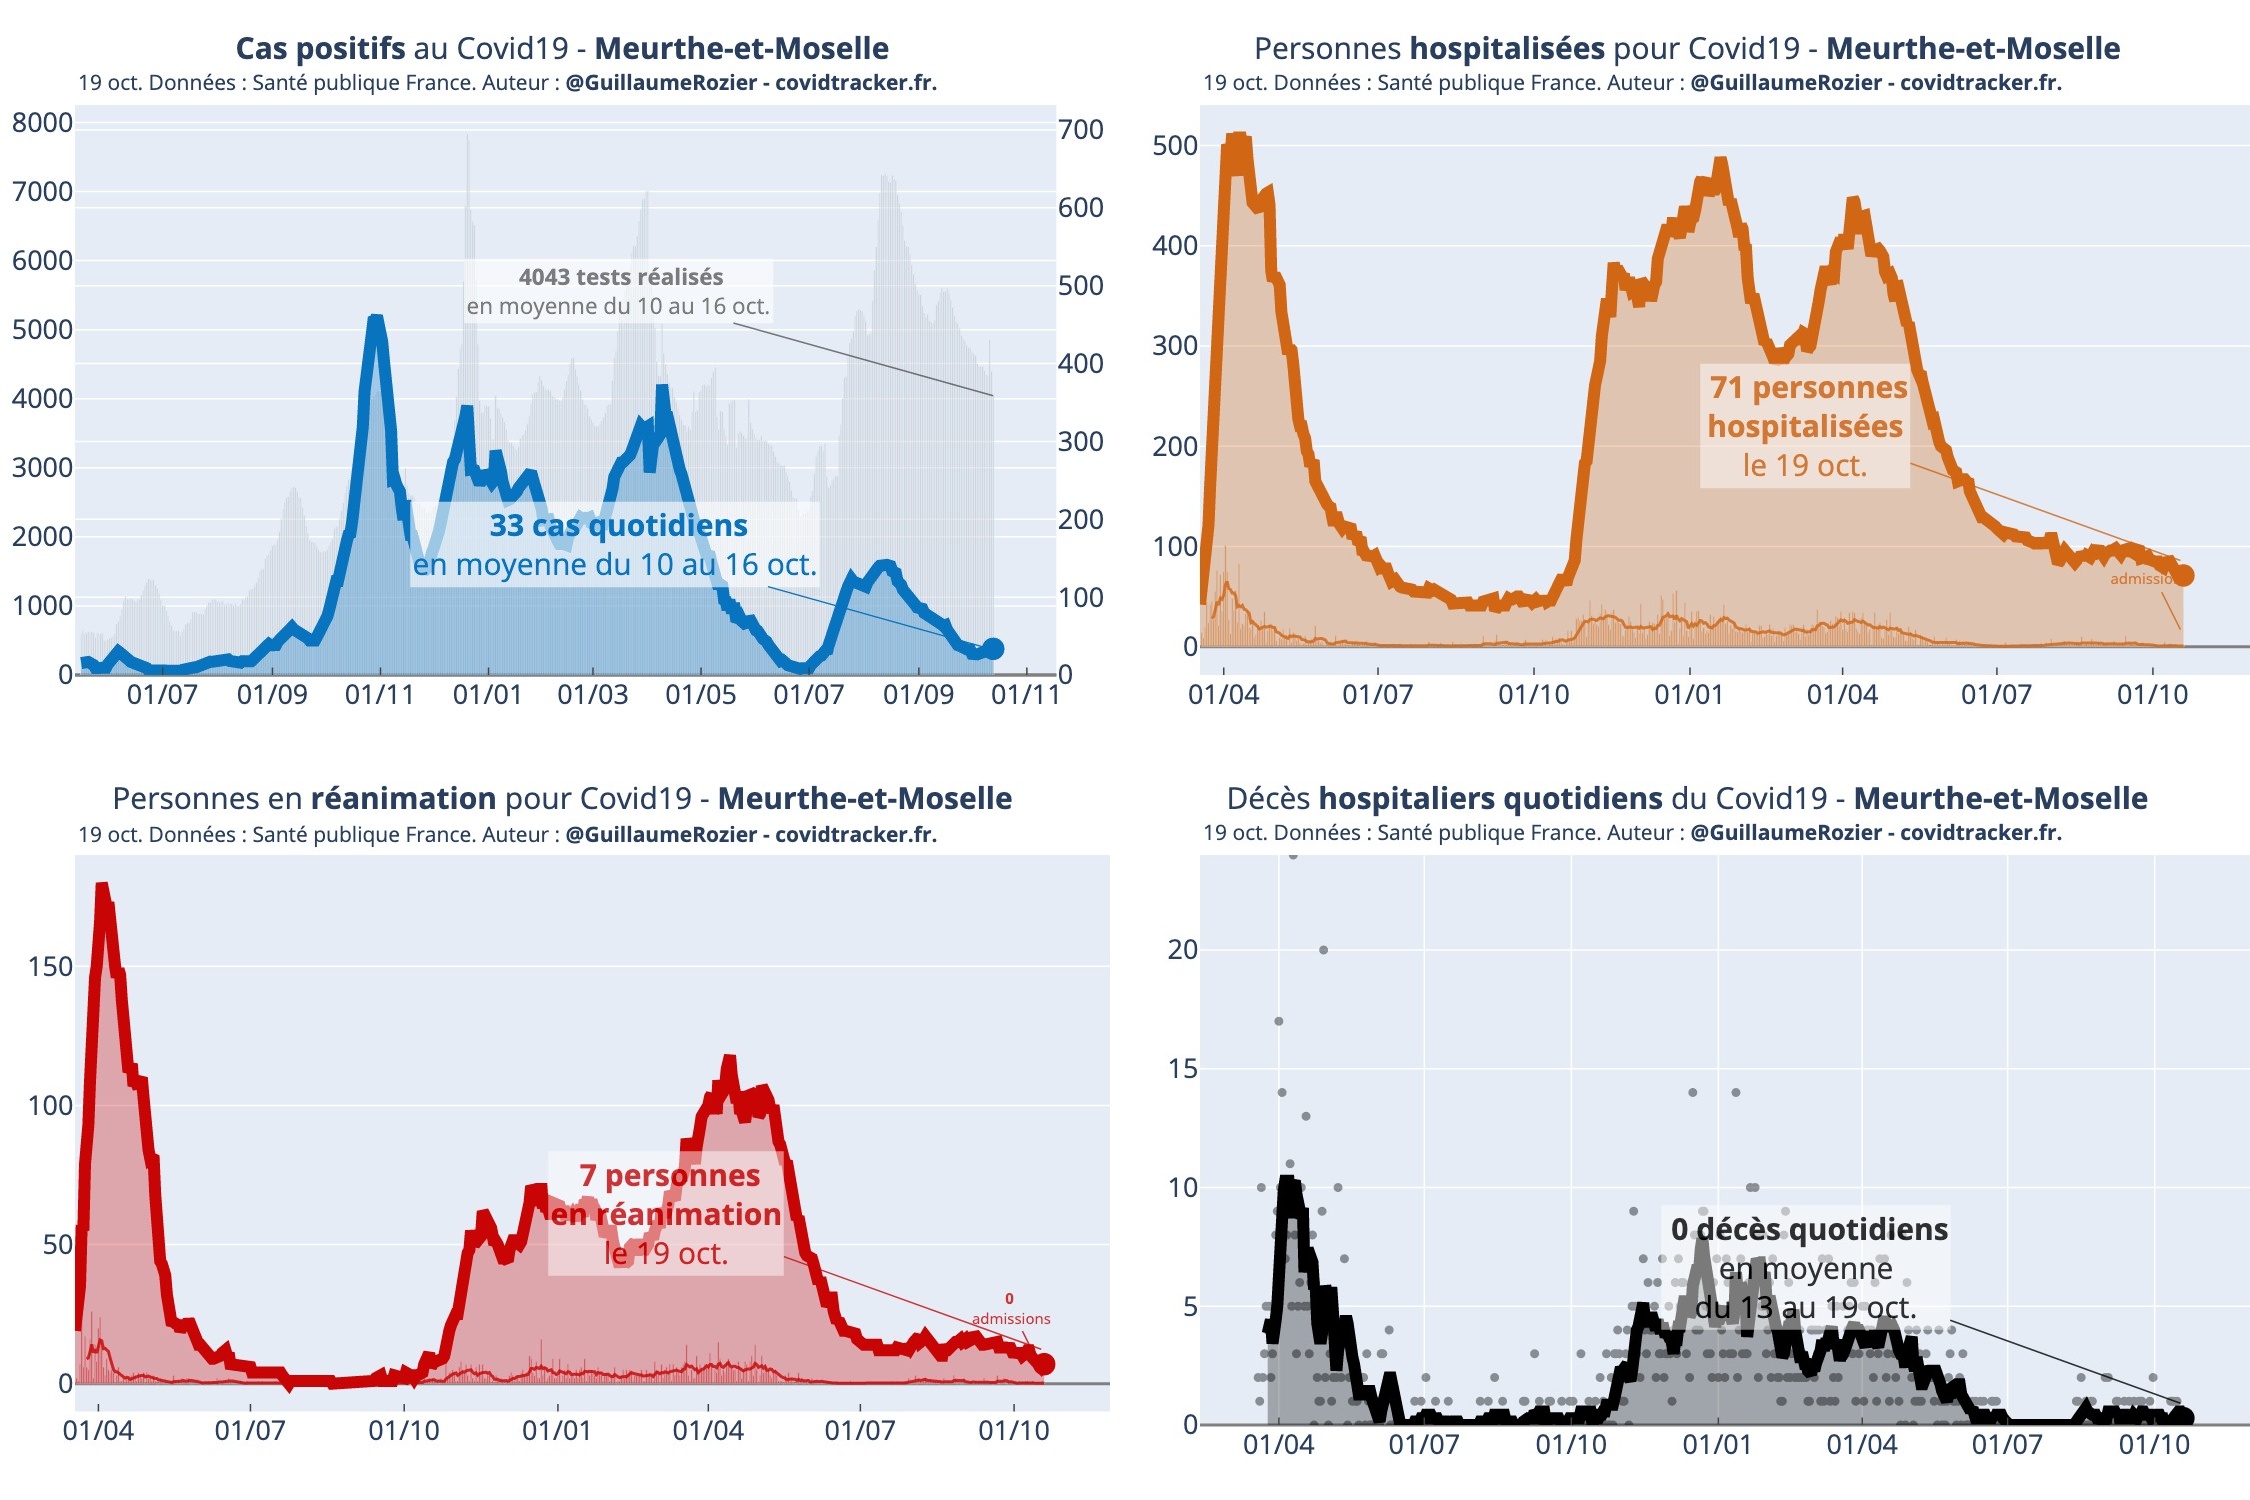 Cas positifs au Covid19 - Meurthe-et-Moselle
19 oct. Données : Santé publique France. Auteur : @GuillaumeRozier - covidtracker.fr.
8000
7000
6000
5000
4000
3000
2000
1000
0
700
600
500
400
300
200
100
0
4043 tests réalisés
en moyenne du 10 au 16 oct.
33 cas quotidiens
en moyenne du 10 au 16 oct.
01/07 01/09 01/11 01/01 01/03 01/05 01/07 01/09 01/11
Personnes hospitalisées pour Covid19 - Meurthe-et-Moselle
19 oct. Données : Santé publique France. Auteur : @GuillaumeRozier - covidtracker.fr.
500
400
300
200
100
0
71 personnes
hospitalisées
le 19 oct.
01/04 01/07 01/10 01/01 01/04 01/07 01/10
Personnes en réanimation pour Covid19 - Meurthe-et-Moselle
19 oct. Données : Santé publique France. Auteur : @GuillaumeRozier - covidtracker.fr.
150
100
50
0
7 personnes
en réanimation
le 19 oct.
0
admissions
01/04 01/07 01/10 01/01 01/04 01/07 01/10
Décès hospitaliers quotidiens du Covid19 - Meurthe-et-Moselle
19 oct. Données : Santé publique France. Auteur : @GuillaumeRozier - covidtracker.fr.
20
15
10
5
0
0 décès quotidiens
en moyenne
du 13 au 19 oct.
01/04 01/07 01/10 01/01 01/04 01/07 01/10